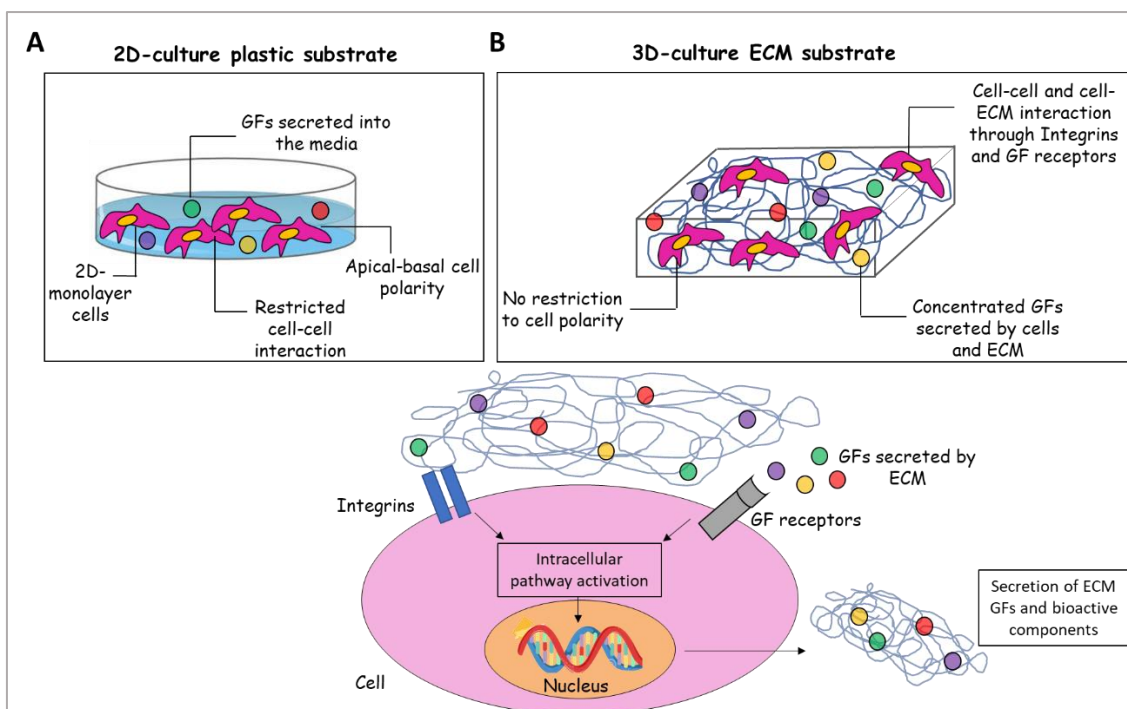 A
2D-culture plastic substrate
GFs secreted into
the media
2D-
monolayer
cells
Restricted
cell-cell
interaction
Apical-basal cell
polarity
B
3D-culture ECM substrate
Cell-cell and cell-
ECM interaction
through Integrins
and GF receptors
No restriction
to cell polarity
Concentrated GFs
secreted by cells
and ECM
Integrins
GFs secreted by
ECM
GF receptors
Intracellular
pathway activation
Nucleus
Cell
Secretion of ECM
GFs and bioactive
components